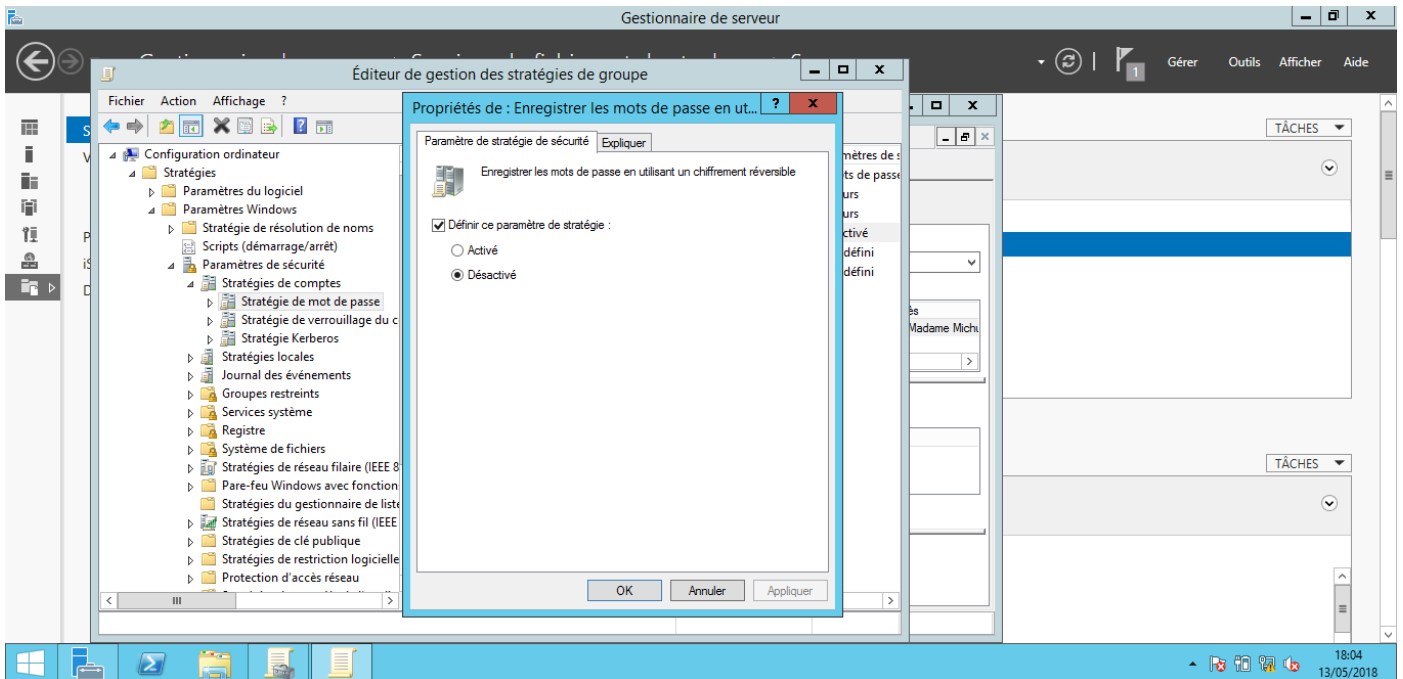 Gestionnaire de serveur
Gérer Outils Afficher Aide
1
Éditeur de gestion des stratégies de groupe
Fichier Action Affichage ?
Configuration ordinateur
Stratégies
Paramètres du logiciel
Paramètres Windows
Stratégie de résolution de noms
Scripts (démarrage/arrêt)
Paramètres de sécurité
Stratégies de comptes
Stratégie de mot de passe
Stratégie de verrouillage du c
Stratégie Kerberos
Stratégies locales
Journal des événements
Groupes restreints
Services système
Registre
Système de fichiers
Stratégies de réseau filaire (IEEE 8
Pare-feu Windows avec fonction
Stratégies du gestionnaire de liste
Stratégies de réseau sans fil (IEEE
Stratégies de clé publique
Stratégies de restriction logicielle
Protection d'accès réseau
Propriétés de : Enregistrer les mots de passe en ut...
?
Paramètre de stratégie de sécurité Expliquer
Enregistrer les mots de passe en utilisant un chiffrement réversible
Définir ce paramètre de stratégie :
Activé
Désactivé
OK Annuler Appliquer
mètres de s
ts de passe
urs
urs
ctivé
défini
défini
ès
Madame Michu
TÂCHES
TÂCHES
18:04
13/05/2018